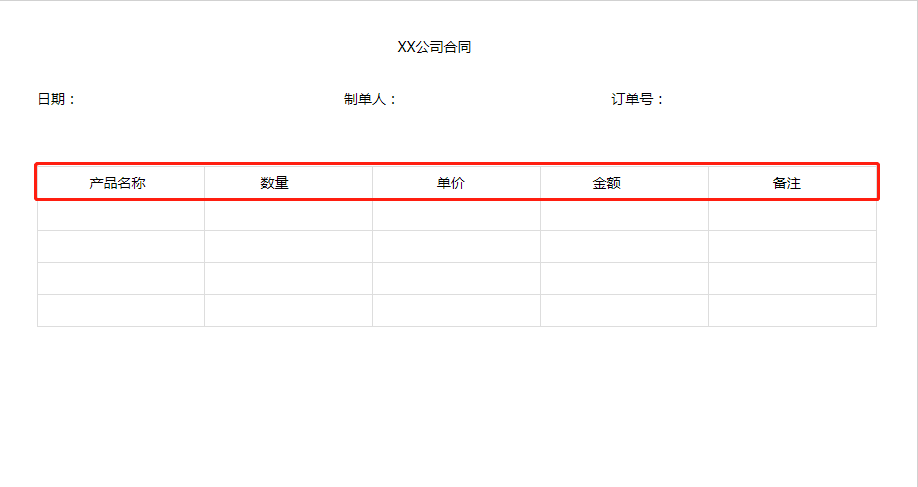 XX公司合同
日期： 制单人： 订单号：
产品名称 数量 单价 金额 备注